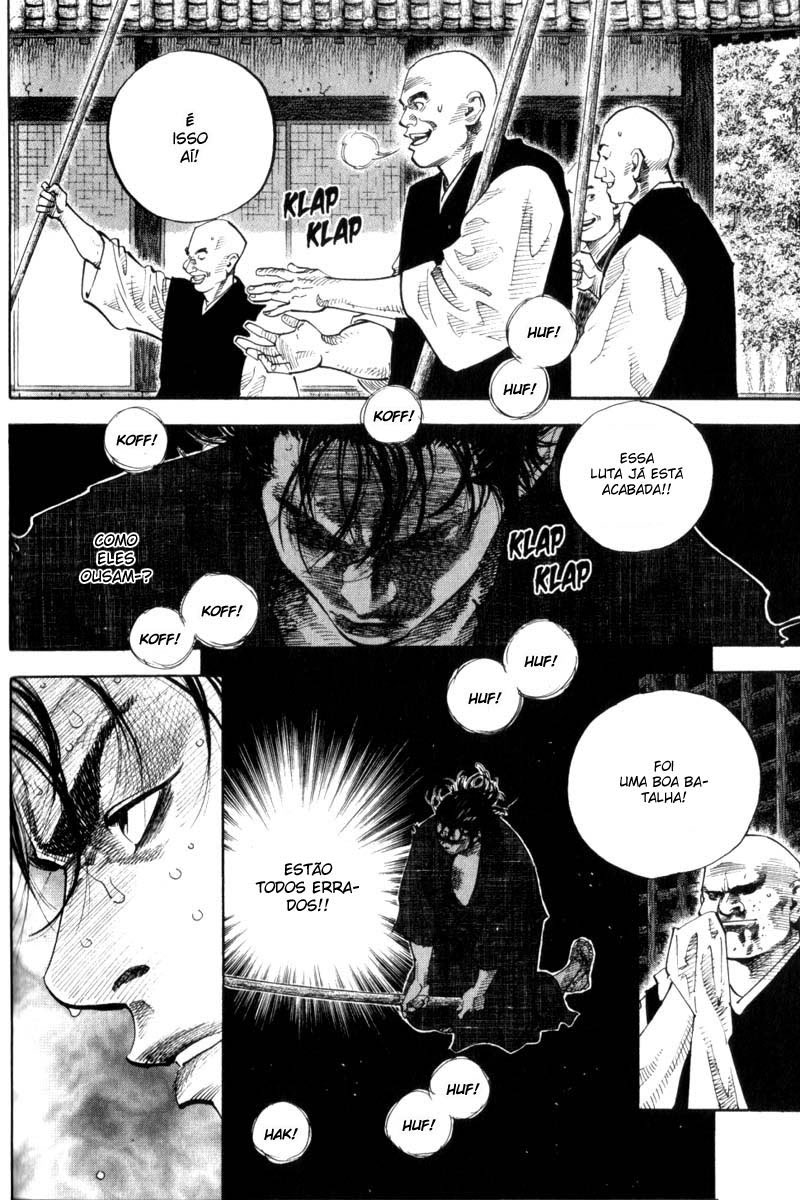 É
ISSO
AÍ!
KLAP
KLAP
HUF!
HUF!
KOFF!
KOFF!
ESSA
LUTA JÁ ESTÁ
ACABADA!!
COMO
ELES
OUSAM-?
KLAP
KLAP
KOFF!
KOFF!
HUF!
HUF!
FOI
UMA BOA BA-
TALHA!
ESTÃO
TODOS ERRA-
DOS!!
HUF!
HUF!
HAK!